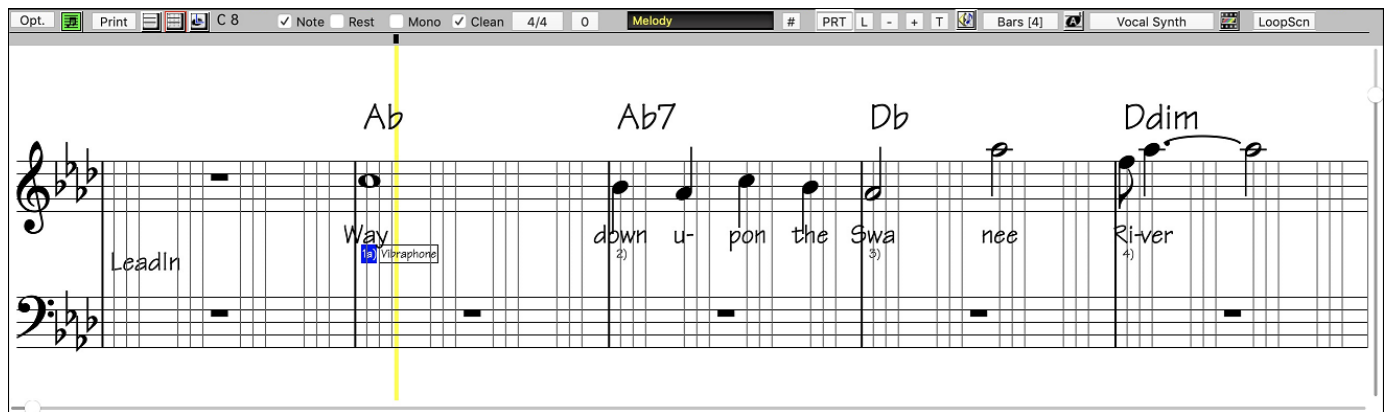 Opt. Print C 8 Note Rest Mono Clean 4/4 0 Melody # PRT L - + T A Bars [4] Vocal Synth LoopScn
Ab Ab7 Db Ddim
Way down u- pon the Swa nee Ri-ver
1a) Vibraphone 2) 3) 4)
LeadIn